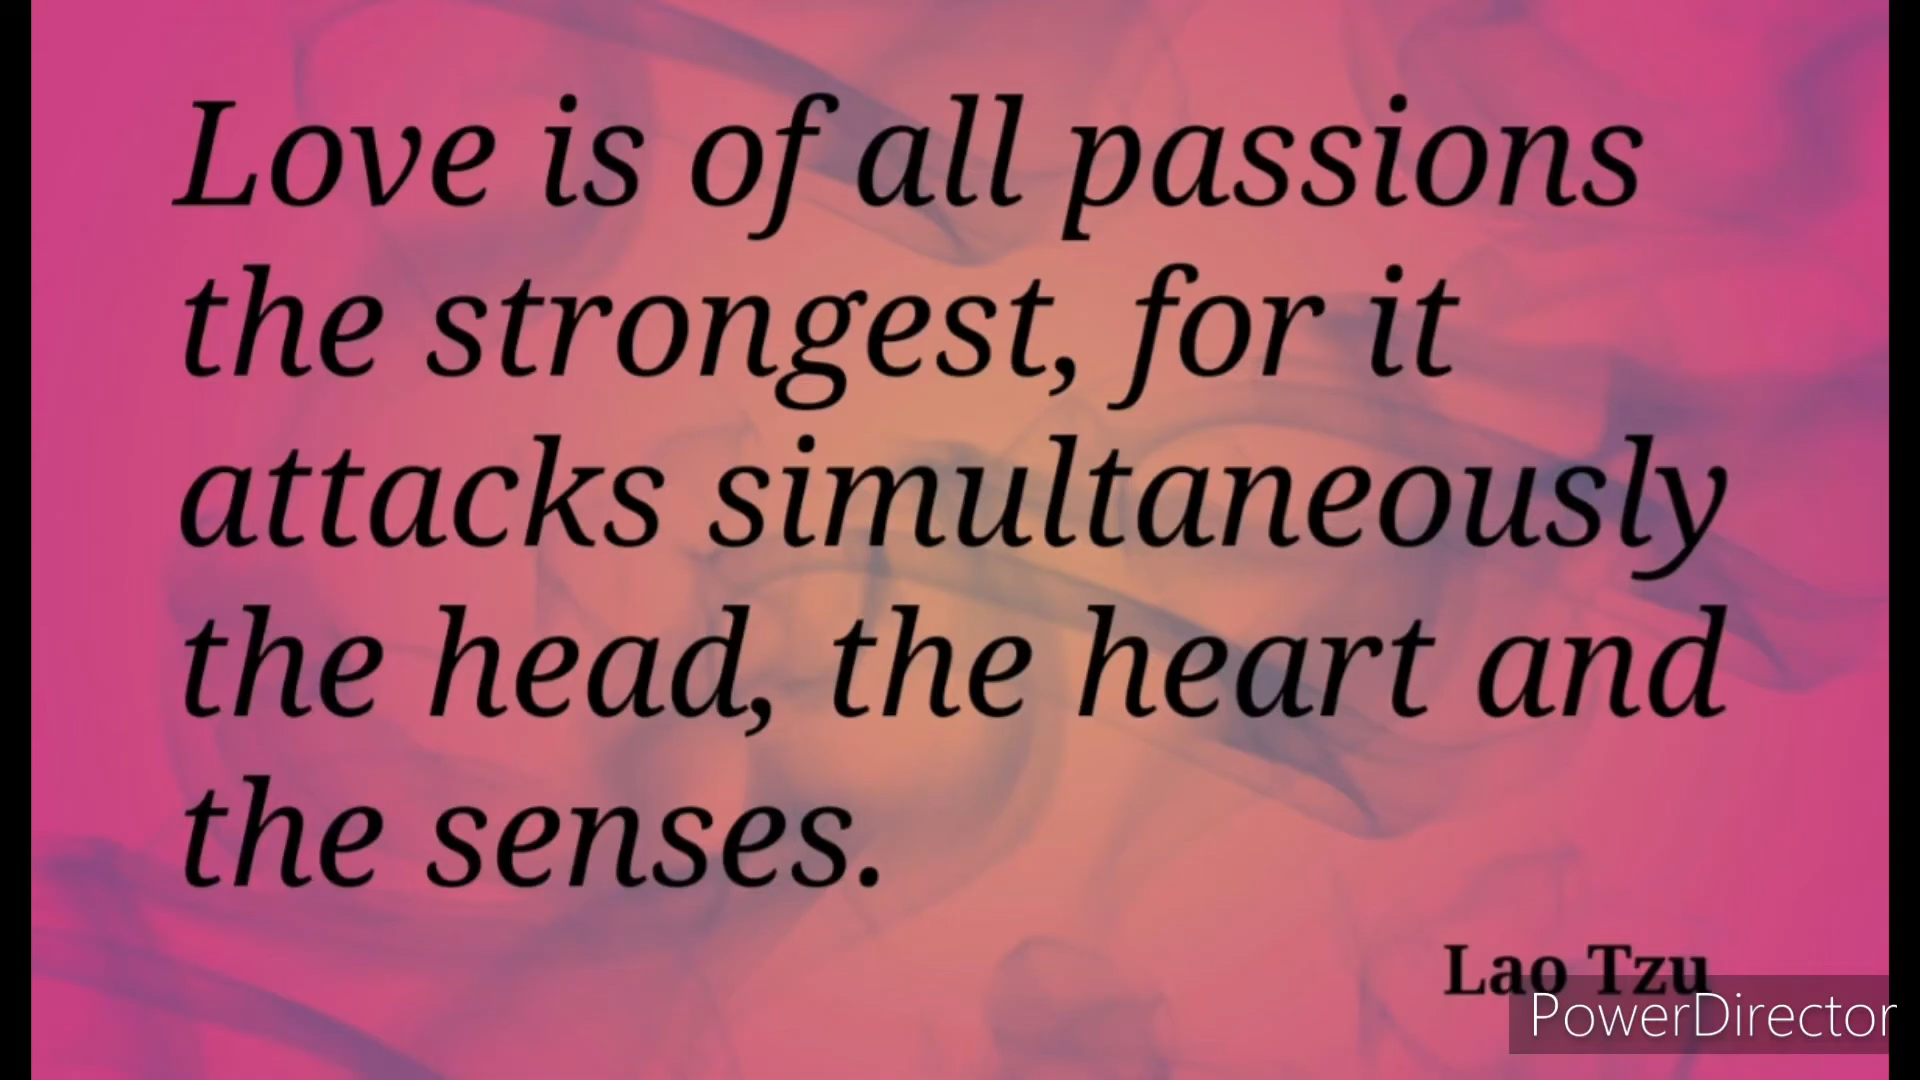 Love is of all passions
the strongest, for it
attacks simultaneously
the head, the heart and
the senses.
Lao Tzu
PowerDirector